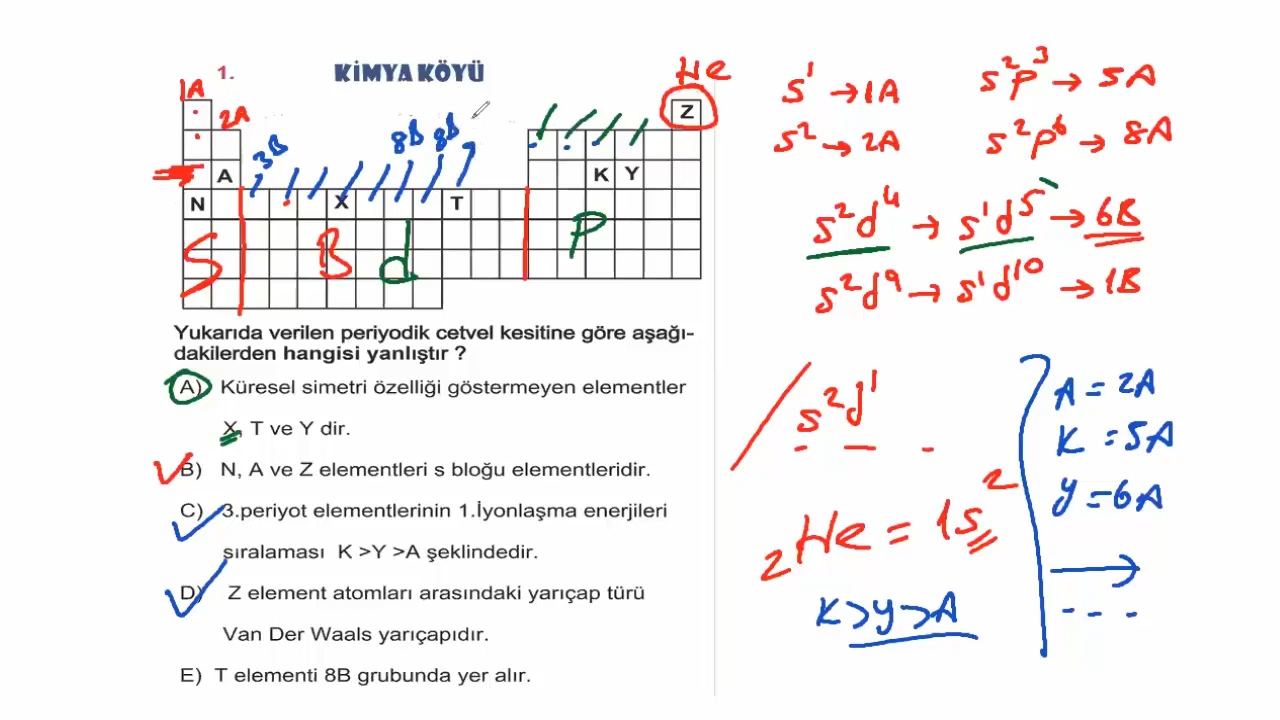 1. KİMYA KÖYÜ
He
1A
2A
Z
3B 8B 8B
A K Y
N X T
S B d P
Yukarıda verilen periyodik cetvel kesitine göre aşağı-
dakilerden hangisi yanlıştır ?
A) Küresel simetri özelliği göstermeyen elementler
X, T ve Y dir.
B) N, A ve Z elementleri s bloğu elementleridir.
C) 3.periyot elementlerinin 1.İyonlaşma enerjileri
sıralaması K >Y >A şeklindedir.
D) Z element atomları arasındaki yarıçap türü
Van Der Waals yarıçapıdır.
E) T elementi 8B grubunda yer alır.
s¹ → 1A
s² → 2A
s²p³ → 5A
s²p⁶ → 8A
s²d⁴ → s¹d⁵ → 6B
s²d⁹ → s¹d¹⁰ → 1B
s²d¹
₂He = 1s²
K>y>A
A = 2A
K = 5A
y = 6A